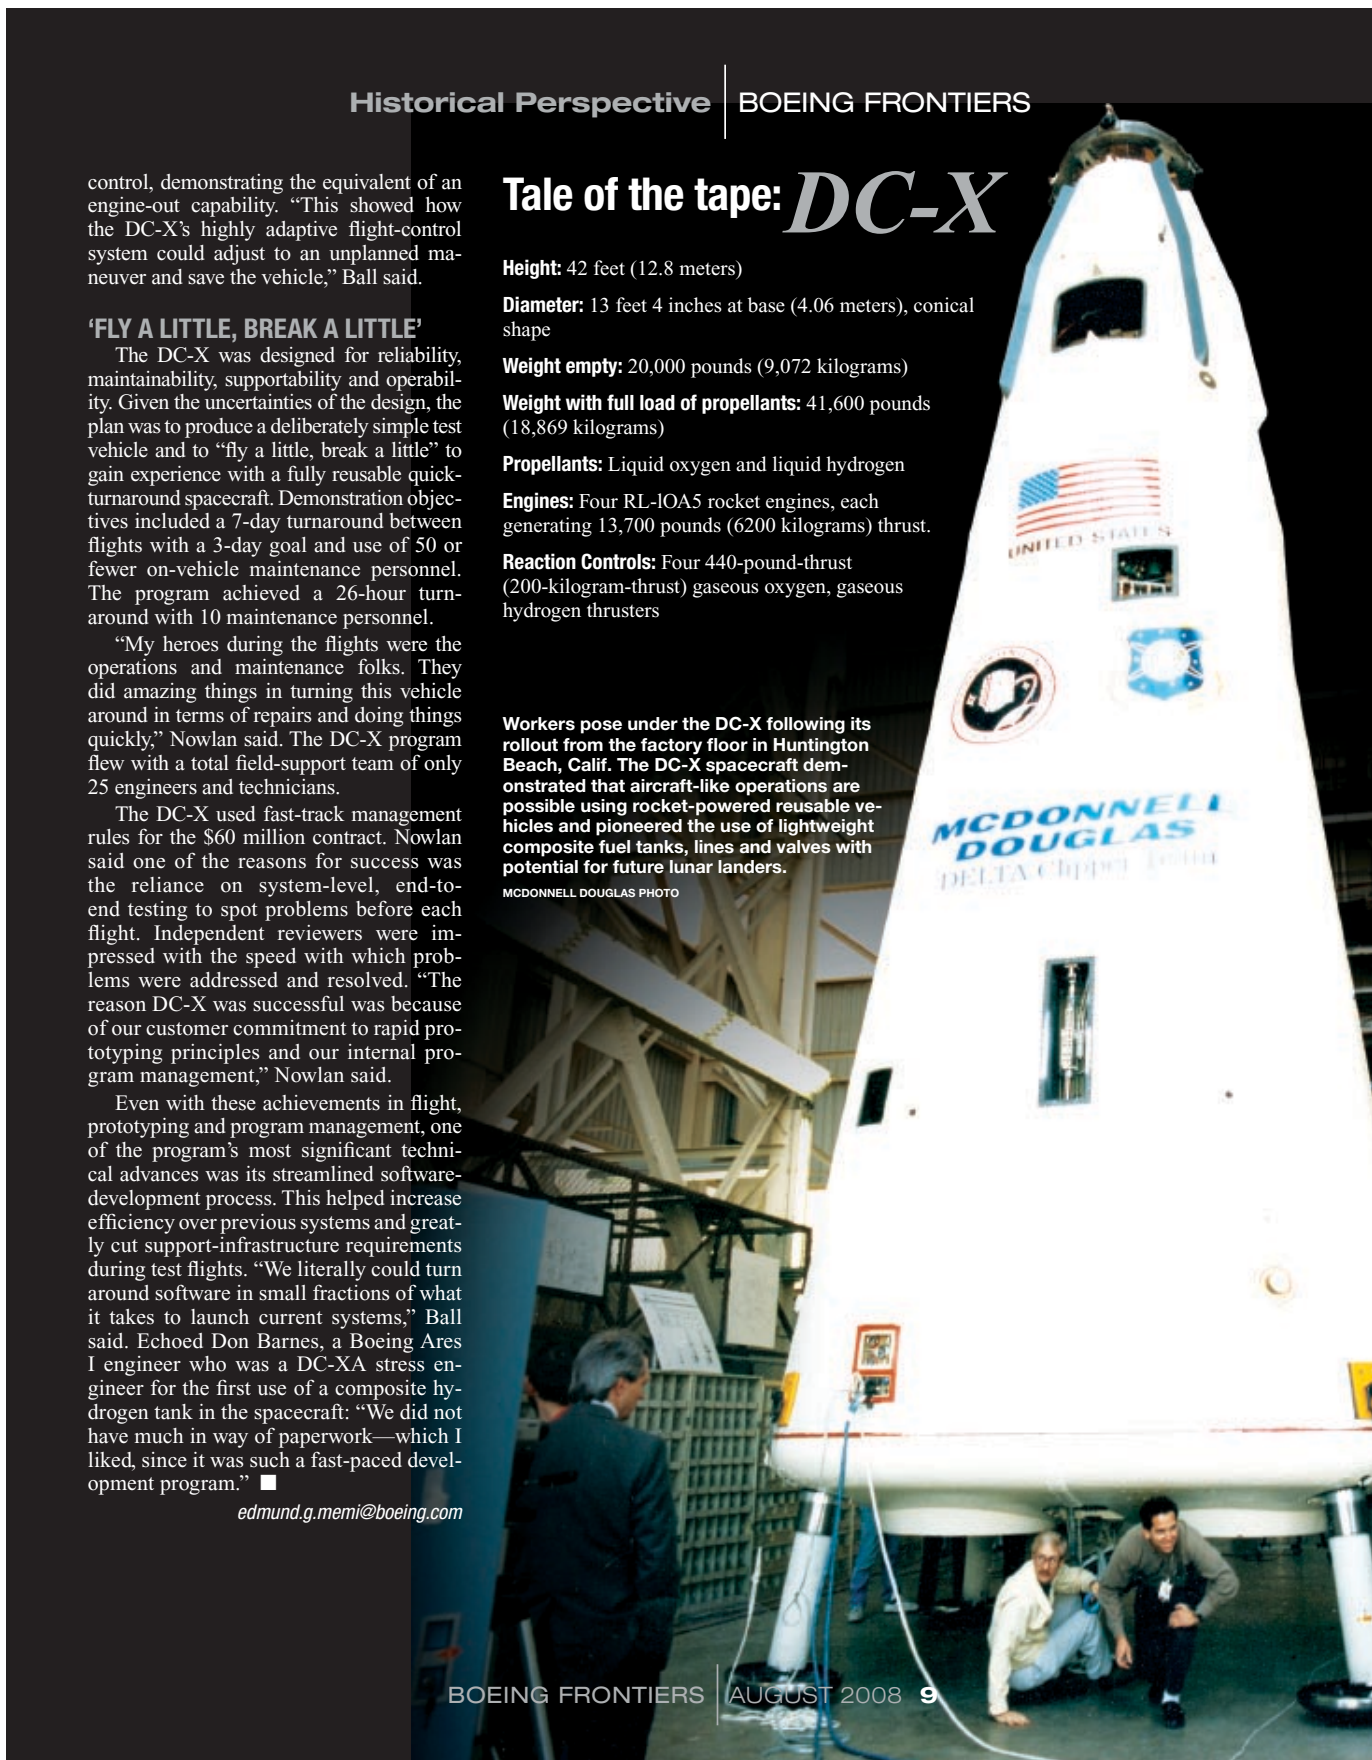 Historical Perspective | BOEING FRONTIERS
control, demonstrating the equivalent of an
engine-out capability. “This showed how
the DC-X’s highly adaptive flight-control
system could adjust to an unplanned ma-
neuver and save the vehicle,” Ball said.
‘FLY A LITTLE, BREAK A LITTLE’
The DC-X was designed for reliability,
maintainability, supportability and operabil-
ity. Given the uncertainties of the design, the
plan was to produce a deliberately simple test
vehicle and to “fly a little, break a little” to
gain experience with a fully reusable quick-
turnaround spacecraft. Demonstration objec-
tives included a 7-day turnaround between
flights with a 3-day goal and use of 50 or
fewer on-vehicle maintenance personnel.
The program achieved a 26-hour turn-
around with 10 maintenance personnel.
“My heroes during the flights were the
operations and maintenance folks. They
did amazing things in turning this vehicle
around in terms of repairs and doing things
quickly,” Nowlan said. The DC-X program
flew with a total field-support team of only
25 engineers and technicians.
The DC-X used fast-track management
rules for the $60 million contract. Nowlan
said one of the reasons for success was
the reliance on system-level, end-to-
end testing to spot problems before each
flight. Independent reviewers were im-
pressed with the speed with which prob-
lems were addressed and resolved. “The
reason DC-X was successful was because
of our customer commitment to rapid pro-
totyping principles and our internal pro-
gram management,” Nowlan said.
Even with these achievements in flight,
prototyping and program management, one
of the program’s most significant techni-
cal advances was its streamlined software-
development process. This helped increase
efficiency over previous systems and great-
ly cut support-infrastructure requirements
during test flights. “We literally could turn
around software in small fractions of what
it takes to launch current systems,” Ball
said. Echoed Don Barnes, a Boeing Ares
I engineer who was a DC-XA stress en-
gineer for the first use of a composite hy-
drogen tank in the spacecraft: “We did not
have much in way of paperwork—which I
liked, since it was such a fast-paced devel-
opment program.” ■
edmund.g.memi@boeing.com
Tale of the tape: DC-X
Height: 42 feet (12.8 meters)
Diameter: 13 feet 4 inches at base (4.06 meters), conical
shape
Weight empty: 20,000 pounds (9,072 kilograms)
Weight with full load of propellants: 41,600 pounds
(18,869 kilograms)
Propellants: Liquid oxygen and liquid hydrogen
Engines: Four RL-lOA5 rocket engines, each
generating 13,700 pounds (6200 kilograms) thrust.
Reaction Controls: Four 440-pound-thrust
(200-kilogram-thrust) gaseous oxygen, gaseous
hydrogen thrusters
Workers pose under the DC-X following its
rollout from the factory floor in Huntington
Beach, Calif. The DC-X spacecraft dem-
onstrated that aircraft-like operations are
possible using rocket-powered reusable ve-
hicles and pioneered the use of lightweight
composite fuel tanks, lines and valves with
potential for future lunar landers.
MCDONNELL DOUGLAS PHOTO
UNITED STATES
MCDONNELL
DOUGLAS
DELTA Clipper Team
BOEING FRONTIERS | AUGUST 2008 9